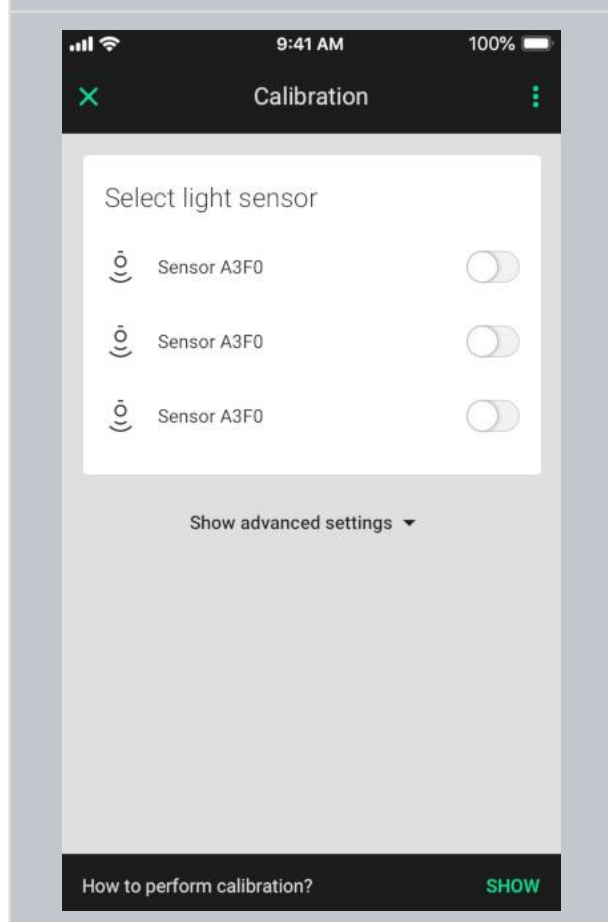 9:41 AM 100%
Calibration
Select light sensor
Sensor A3F0
Sensor A3F0
Sensor A3F0
Show advanced settings
How to perform calibration? SHOW